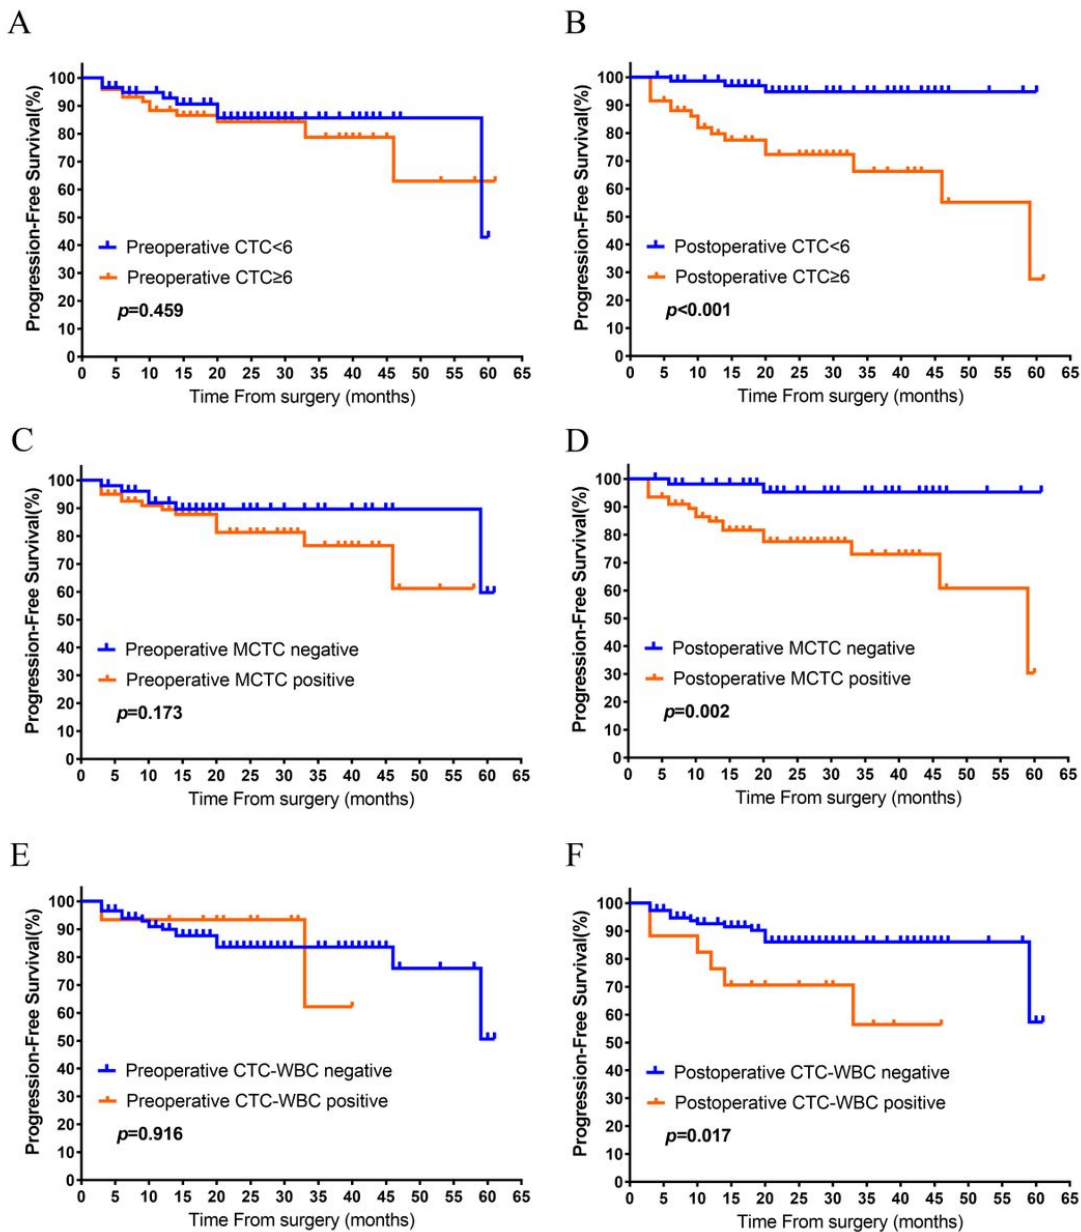 A
Progression-Free Survival(%)
100
90
80
70
60
50
40
30
20
10
0
Preoperative CTC<6
Preoperative CTC≥6
p=0.459
0 5 10 15 20 25 30 35 40 45 50 55 60 65
Time From surgery (months)
B
Progression-Free Survival(%)
100
90
80
70
60
50
40
30
20
10
0
Postoperative CTC<6
Postoperative CTC≥6
p<0.001
0 5 10 15 20 25 30 35 40 45 50 55 60 65
Time From surgery (months)
C
Progression-Free Survival(%)
100
90
80
70
60
50
40
30
20
10
0
Preoperative MCTC negative
Preoperative MCTC positive
p=0.173
0 5 10 15 20 25 30 35 40 45 50 55 60 65
Time From surgery (months)
D
Progression-Free Survival(%)
100
90
80
70
60
50
40
30
20
10
0
Postoperative MCTC negative
Postoperative MCTC positive
p=0.002
0 5 10 15 20 25 30 35 40 45 50 55 60 65
Time From surgery (months)
E
Progression-Free Survival(%)
100
90
80
70
60
50
40
30
20
10
0
Preoperative CTC-WBC negative
Preoperative CTC-WBC positive
p=0.916
0 5 10 15 20 25 30 35 40 45 50 55 60 65
Time From surgery (months)
F
Progression-Free Survival(%)
100
90
80
70
60
50
40
30
20
10
0
Postoperative CTC-WBC negative
Postoperative CTC-WBC positive
p=0.017
0 5 10 15 20 25 30 35 40 45 50 55 60 65
Time From surgery (months)